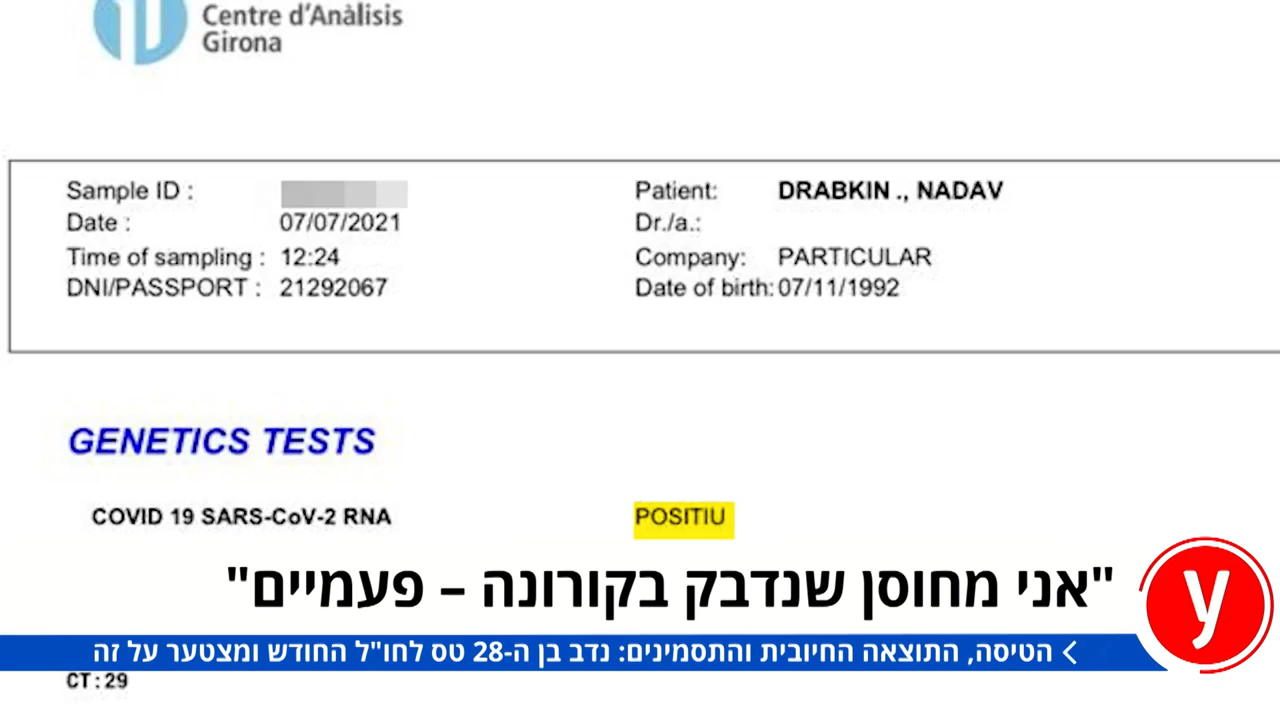 Centre d'Anàlisis
Girona
Sample ID :
Date : 07/07/2021
Time of sampling : 12:24
DNI/PASSPORT : 21292067
Patient: DRABKIN ., NADAV
Dr./a.:
Company: PARTICULAR
Date of birth: 07/11/1992
GENETICS TESTS
COVID 19 SARS-CoV-2 RNA POSITIU
"אני מחוסן שנדבק בקורונה – פעמיים"
הטיסה, התוצאה החיובית והתסמינים: נדב בן ה-28 טס לחו"ל החודש ומצטער על זה
y
CT : 29